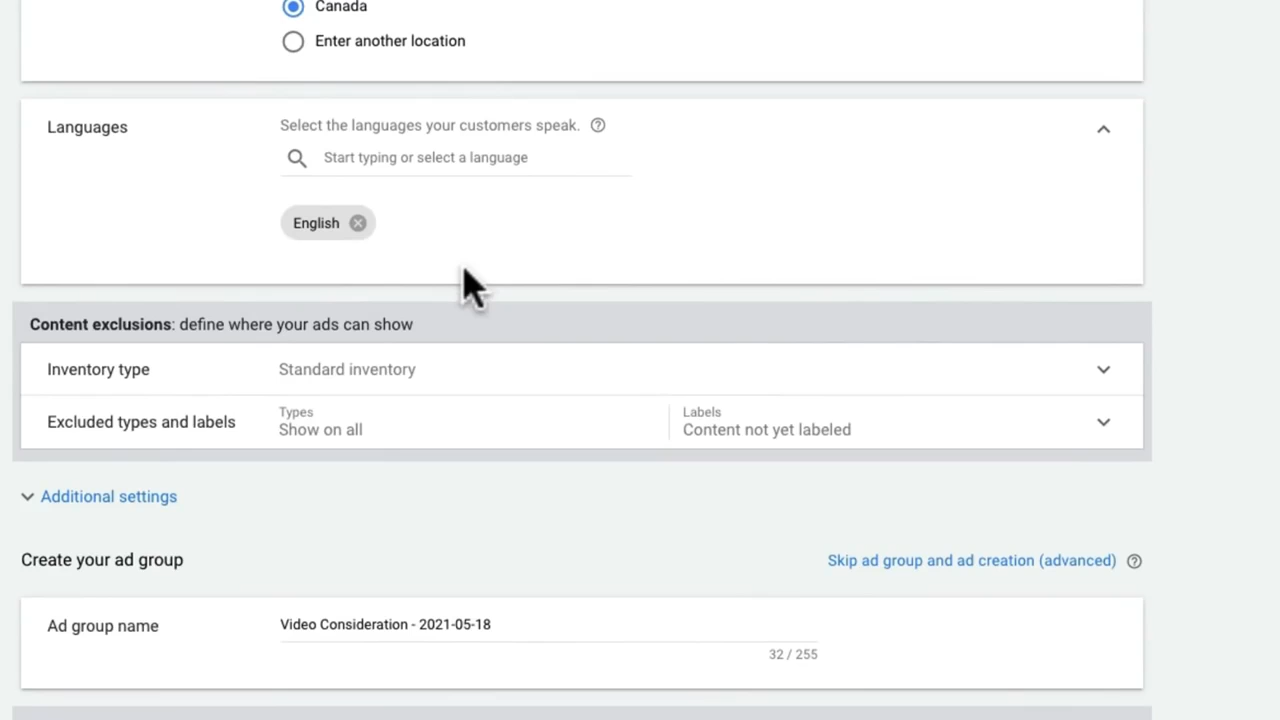 Canada
Enter another location
Languages
Select the languages your customers speak.
Start typing or select a language
English
Content exclusions: define where your ads can show
Inventory type
Standard inventory
Excluded types and labels
Types
Show on all
Labels
Content not yet labeled
Additional settings
Create your ad group
Skip ad group and ad creation (advanced)
Ad group name
Video Consideration - 2021-05-18
32 / 255